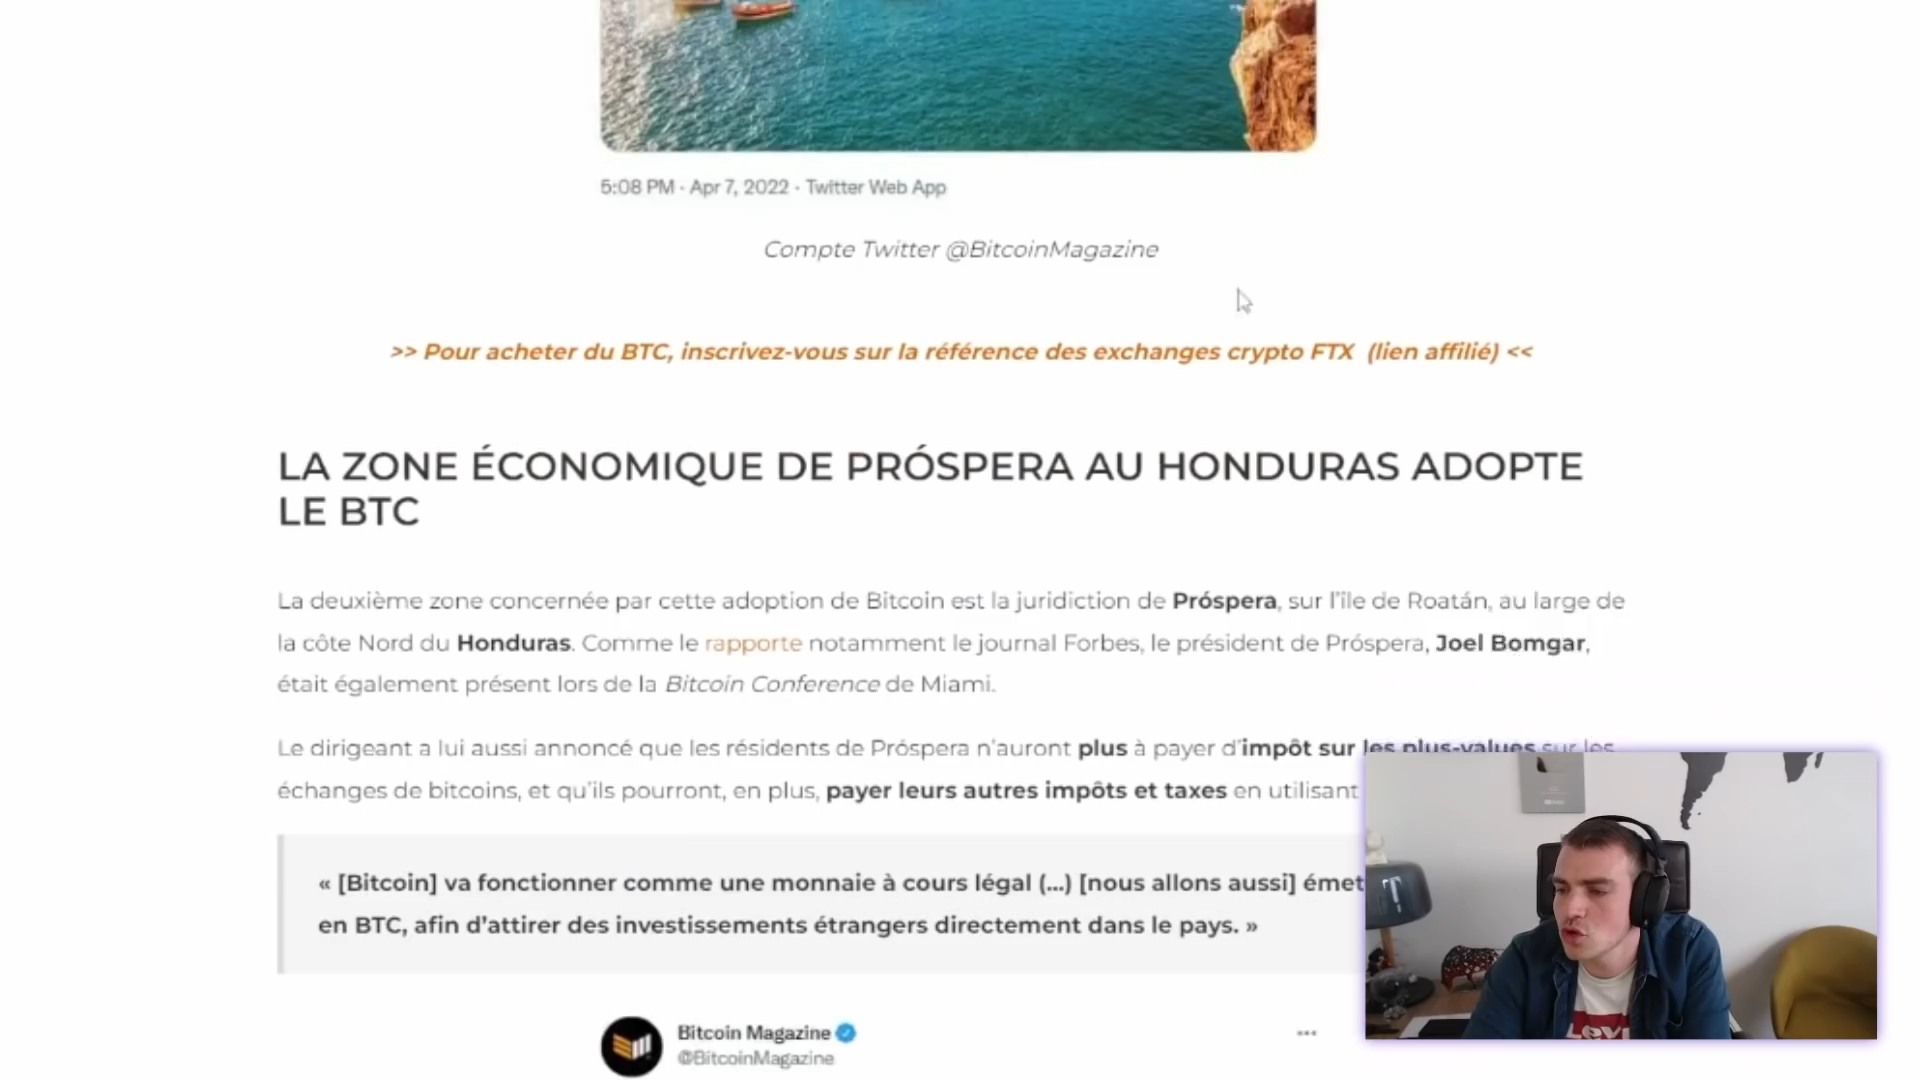 5:08 PM · Apr 7, 2022 · Twitter Web App
Compte Twitter @BitcoinMagazine
>> Pour acheter du BTC, inscrivez-vous sur la référence des exchanges crypto FTX (lien affilié) <<
LA ZONE ÉCONOMIQUE DE PRÓSPERA AU HONDURAS ADOPTE
LE BTC
La deuxième zone concernée par cette adoption de Bitcoin est la juridiction de Próspera, sur l'île de Roatán, au large de
la côte Nord du Honduras. Comme le rapporte notamment le journal Forbes, le président de Próspera, Joel Bomgar,
était également présent lors de la Bitcoin Conference de Miami.
Le dirigeant a lui aussi annoncé que les résidents de Próspera n'auront plus à payer d'impôt sur les plus-values sur les
échanges de bitcoins, et qu'ils pourront, en plus, payer leurs autres impôts et taxes en utilisant
« [Bitcoin] va fonctionner comme une monnaie à cours légal (...) [nous allons aussi] émet
en BTC, afin d'attirer des investissements étrangers directement dans le pays. »
Bitcoin Magazine
@BitcoinMagazine
Levi